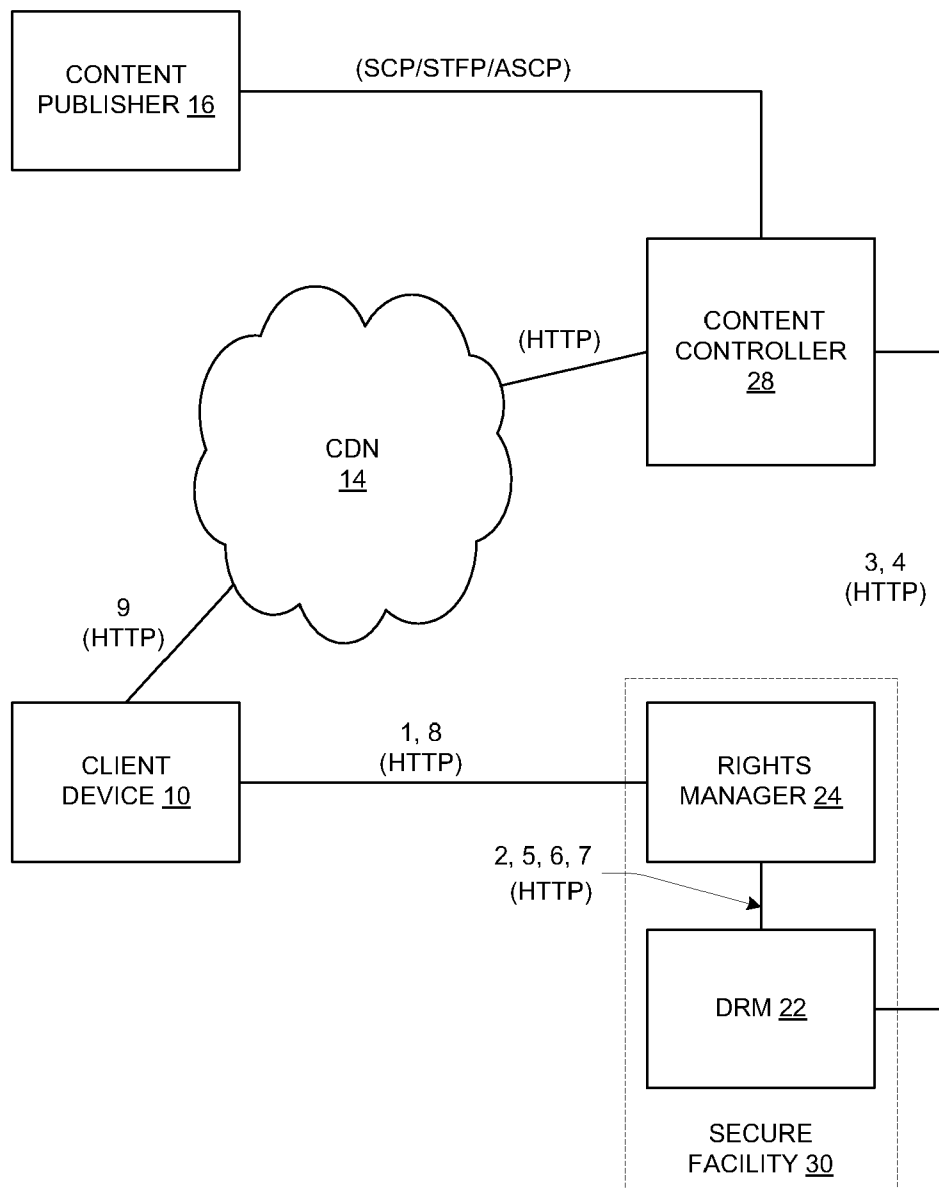 CONTENT
PUBLISHER 16
(SCP/STFP/ASCP)
CONTENT
CONTROLLER
28
(HTTP)
CDN
14
3, 4
(HTTP)
9
(HTTP)
CLIENT
DEVICE 10
1, 8
(HTTP)
RIGHTS
MANAGER 24
2, 5, 6, 7
(HTTP)
DRM 22
SECURE
FACILITY 30